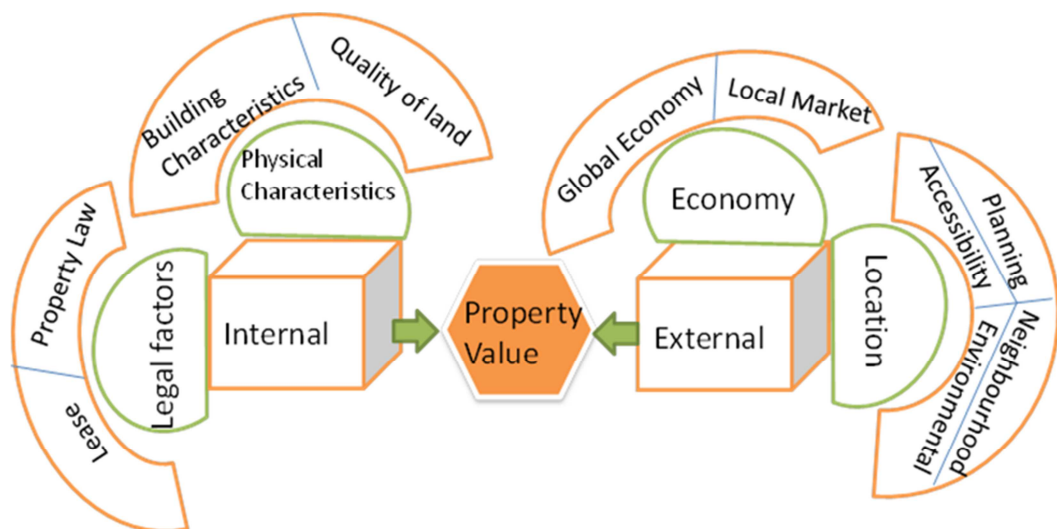 Building
Characteristics
Quality of land
Physical
Characteristics
Property Law
Lease
Legal factors
Internal
Property
Value
Global Economy
Local Market
Economy
External
Location
Planning
Accessibility
Neighbourhood
Environmental